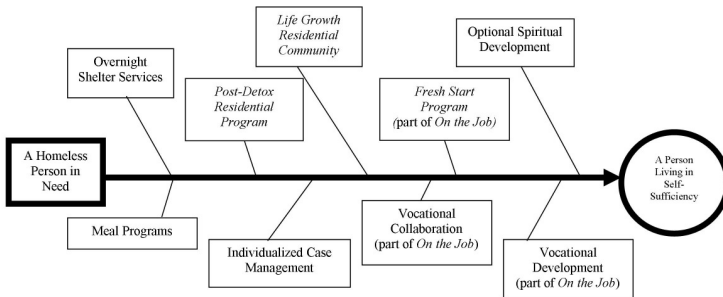 Life Growth
Residential
Community
Optional Spiritual
Development
Overnight
Shelter Services
Post-Detox
Residential
Program
Fresh Start
Program
(part of On the Job)
A Homeless
Person in
Need
A Person
Living in
Self-
Sufficiency
Meal Programs
Individualized Case
Management
Vocational
Collaboration
(part of On the Job)
Vocational
Development
(part of On the Job)